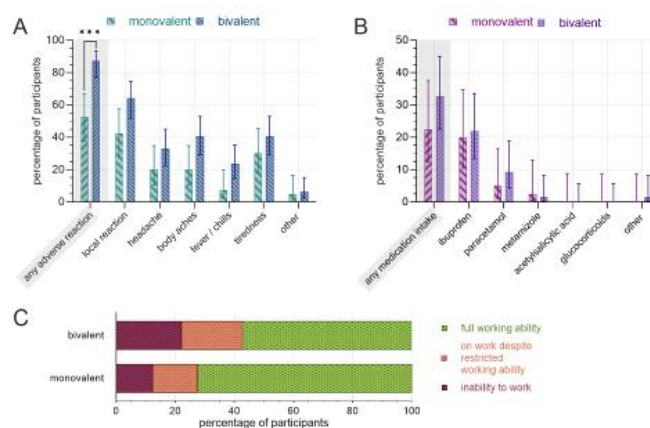 A
monovalent
bivalent
percentage of participants
100
80
60
40
20
0
***
any adverse reaction
local reaction
headache
body aches
fever / chills
tiredness
other
B
monovalent
bivalent
percentage of participants
50
40
30
20
10
0
any medication intake
ibuprofen
paracetamol
metamizole
acetylsalicylic acid
glucocorticoids
other
C
bivalent
monovalent
0 20 40 60 80 100
percentage of participants
full working ability
on work despite
restricted
working ability
inability to work